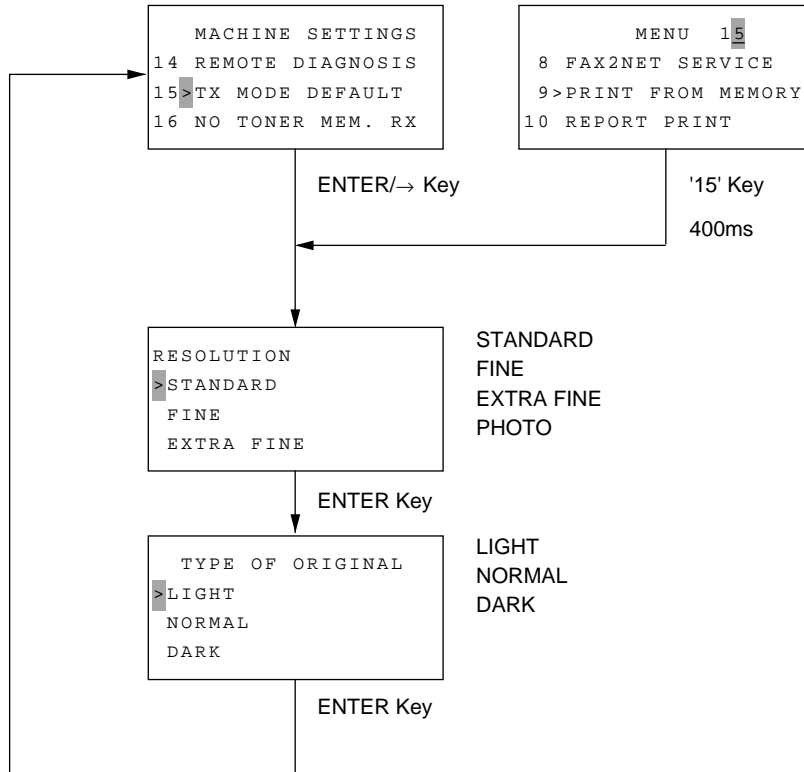 MACHINE SETTINGS
14 REMOTE DIAGNOSIS
15>TX MODE DEFAULT
16 NO TONER MEM. RX
MENU 15
8 FAX2NET SERVICE
9>PRINT FROM MEMORY
10 REPORT PRINT
ENTER/→ Key
'15' Key
400ms
RESOLUTION
>STANDARD
FINE
EXTRA FINE
STANDARD
FINE
EXTRA FINE
PHOTO
ENTER Key
TYPE OF ORIGINAL
>LIGHT
NORMAL
DARK
LIGHT
NORMAL
DARK
ENTER Key